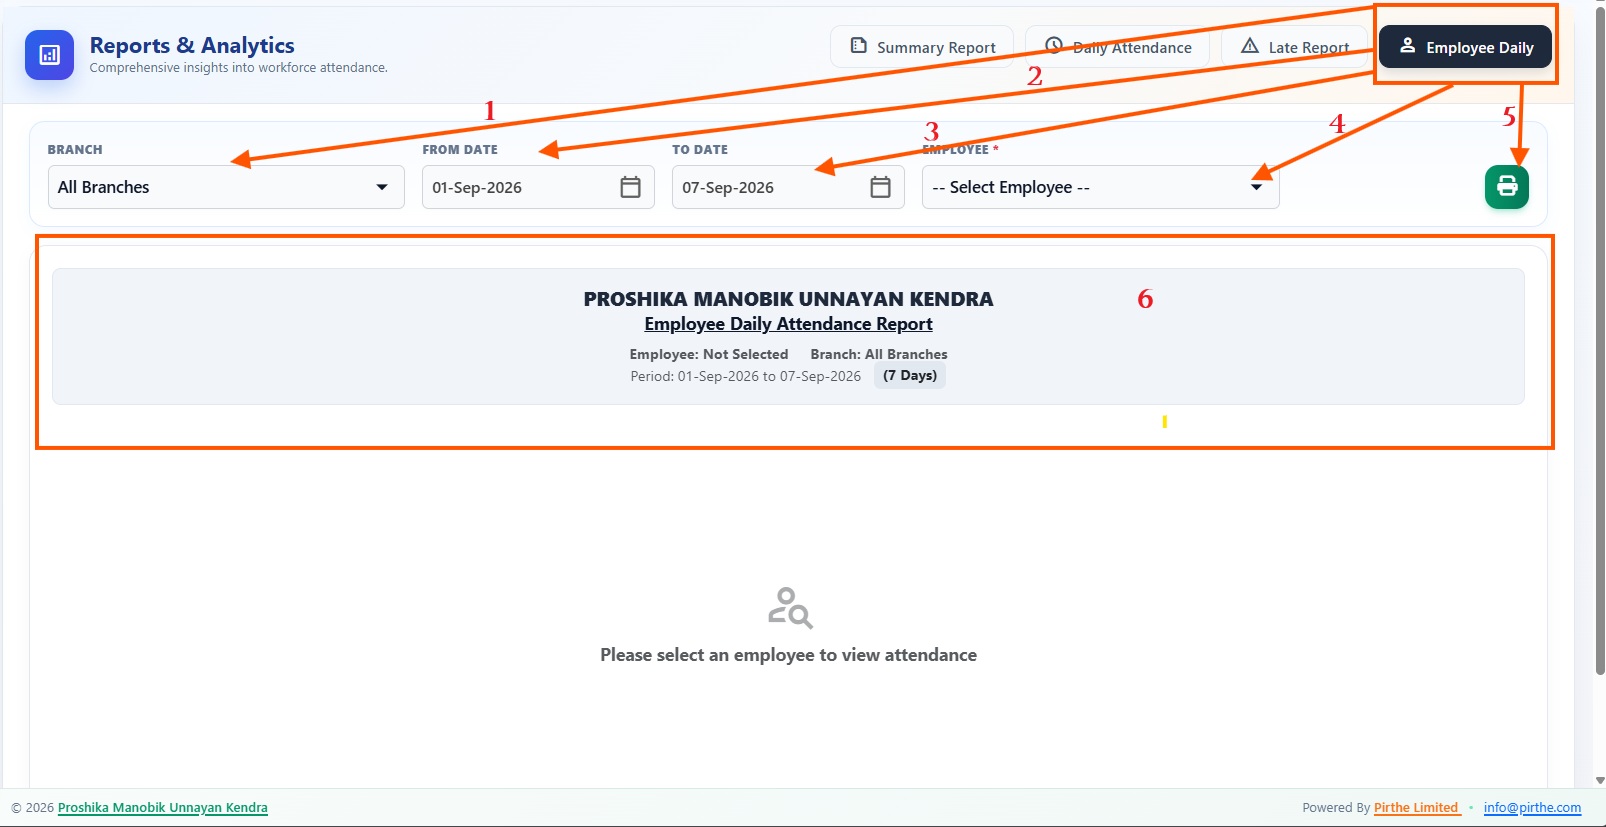 Reports & Analytics
Comprehensive insights into workforce attendance.
Summary Report
Daily Attendance
Late Report
Employee Daily
1
2
3
4
5
BRANCH
FROM DATE
TO DATE
EMPLOYEE *
All Branches
01-Sep-2026
07-Sep-2026
-- Select Employee --
PROSHIKA MANOBIK UNNAYAN KENDRA
6
Employee Daily Attendance Report
Employee: Not Selected Branch: All Branches
Period: 01-Sep-2026 to 07-Sep-2026 (7 Days)
Please select an employee to view attendance
© 2026 Proshika Manobik Unnayan Kendra
Powered By Pirthe Limited • info@pirthe.com